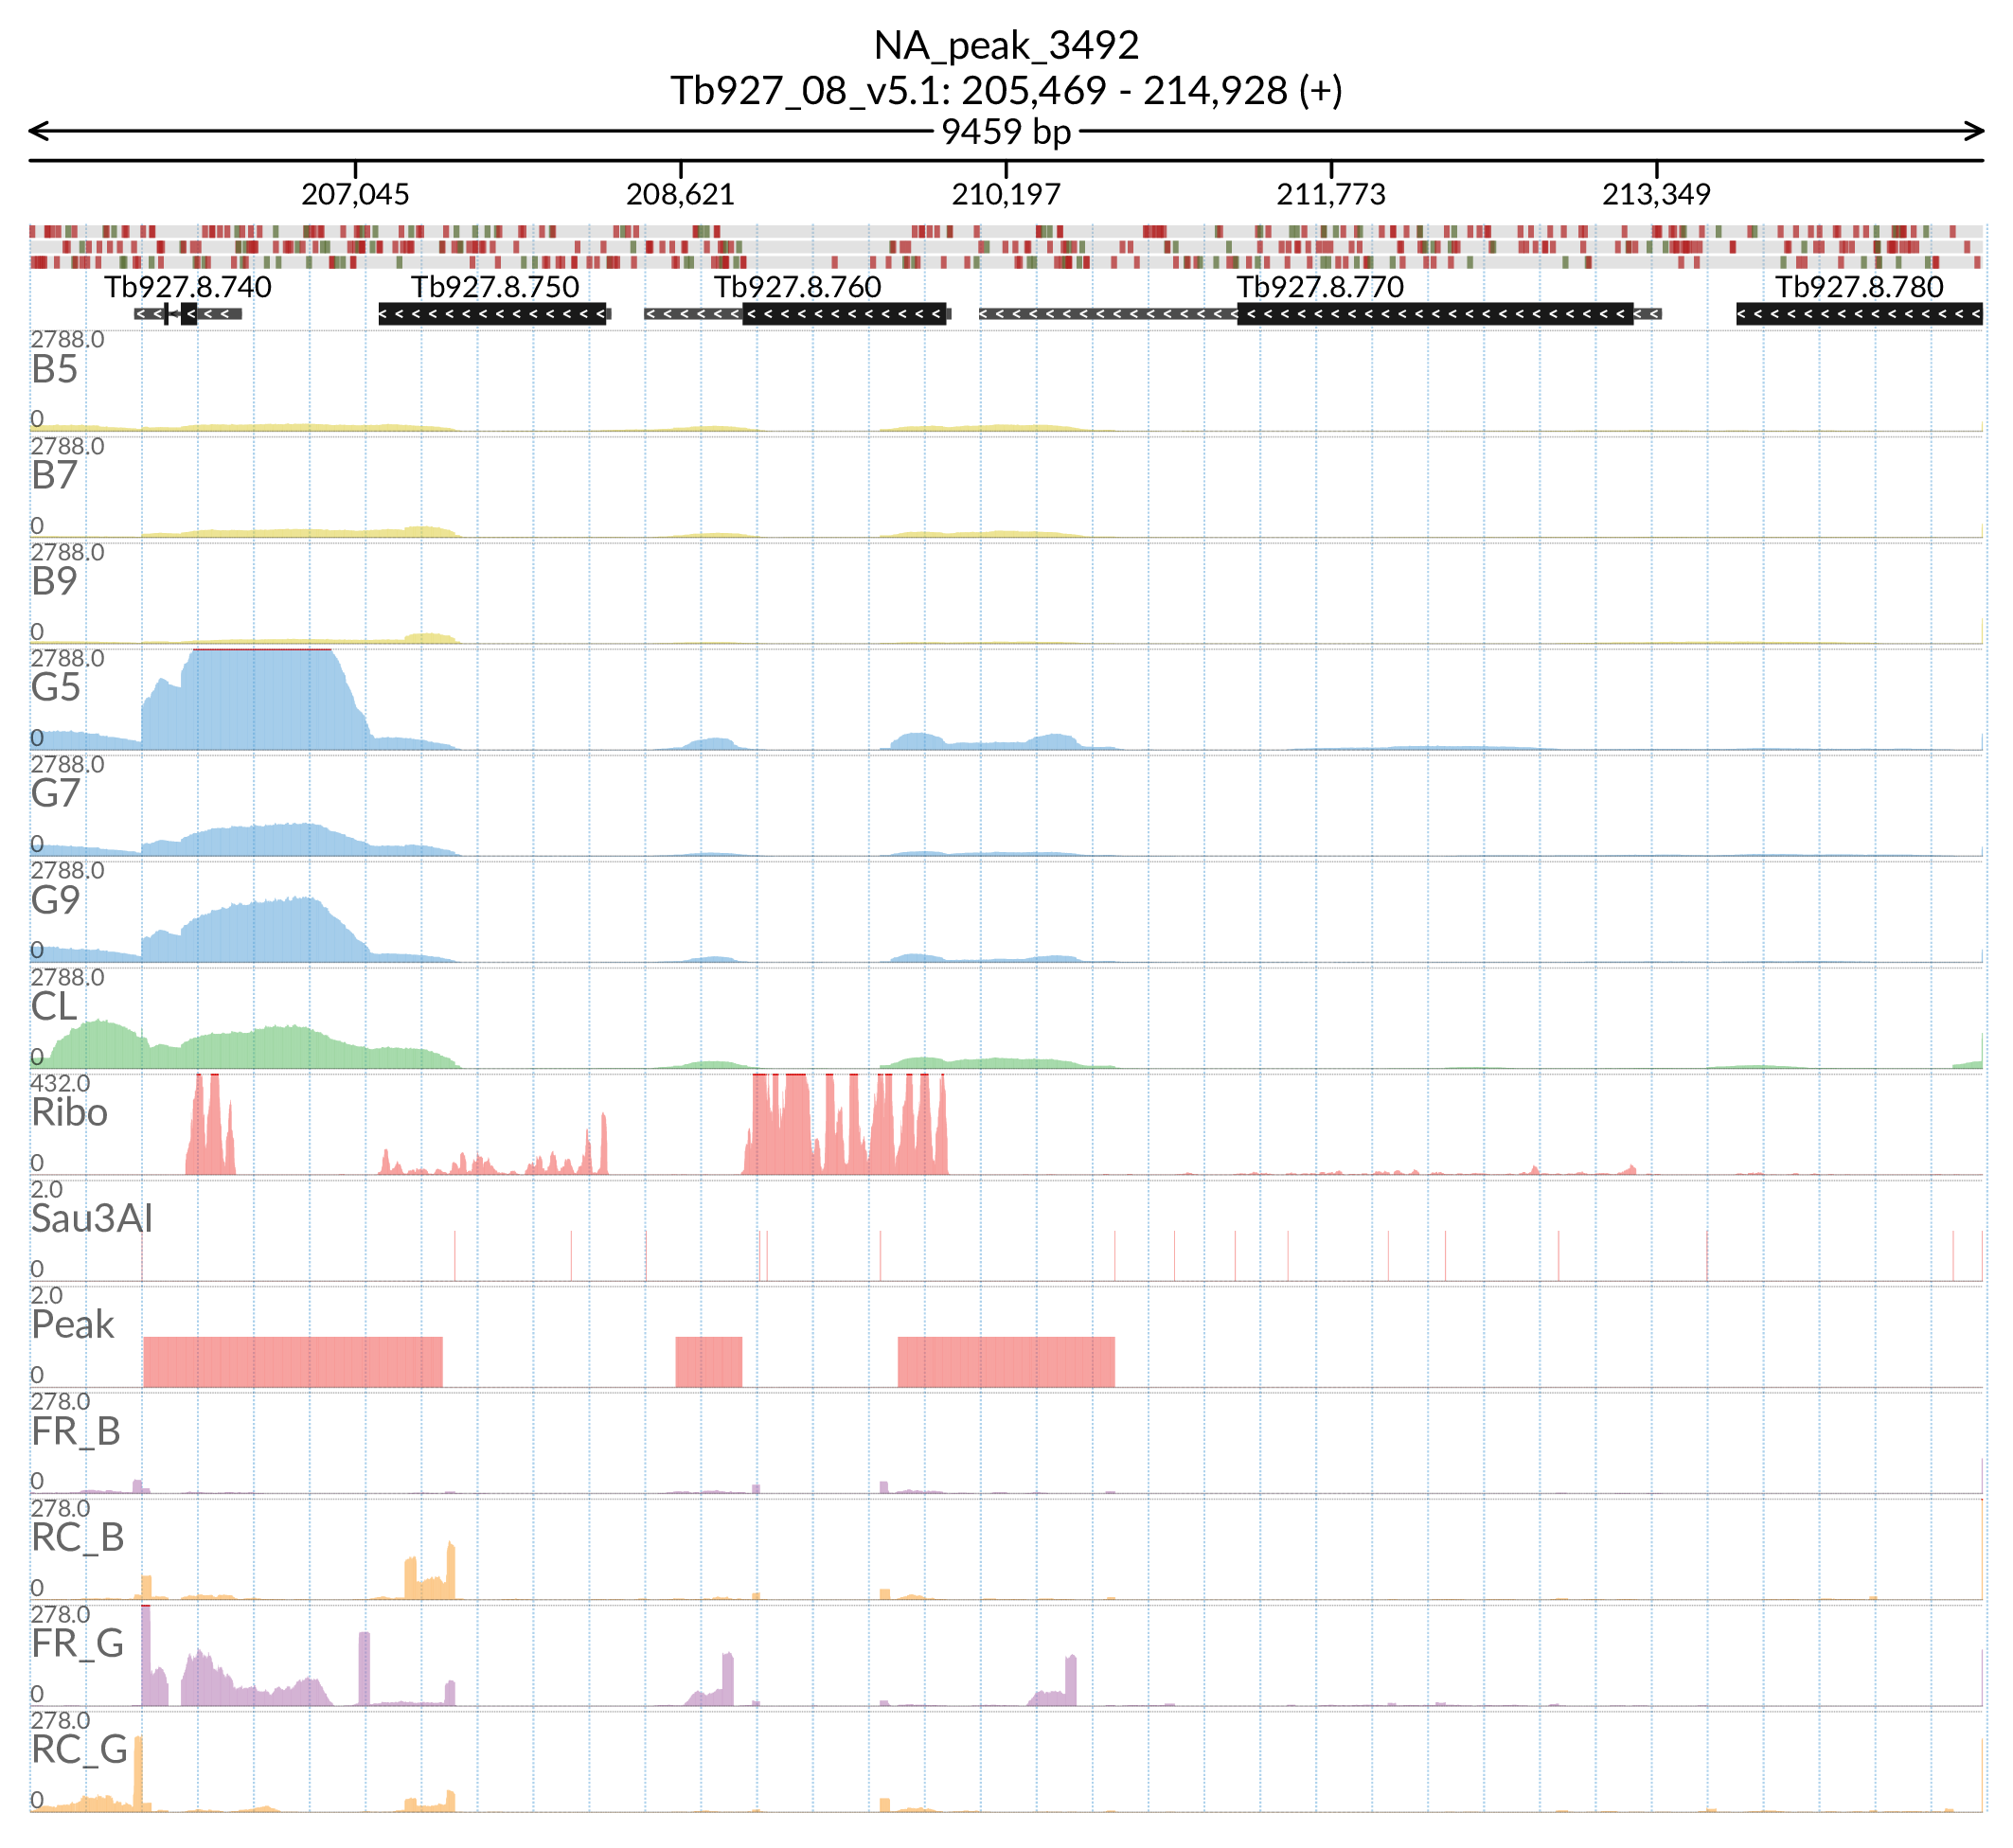 NA_peak_3492
Tb927_08_v5.1: 205,469 - 214,928 (+)
9459 bp
207,045 208,621 210,197 211,773 213,349
Tb927.8.740 Tb927.8.750 Tb927.8.760 Tb927.8.770 Tb927.8.780
2788.0
B5
0
2788.0
B7
0
2788.0
B9
0
2788.0
G5
0
2788.0
G7
0
2788.0
G9
0
2788.0
CL
0
432.0
Ribo
0
2.0
Sau3AI
0
2.0
Peak
0
278.0
FR_B
0
278.0
RC_B
0
278.0
FR_G
0
278.0
RC_G
0